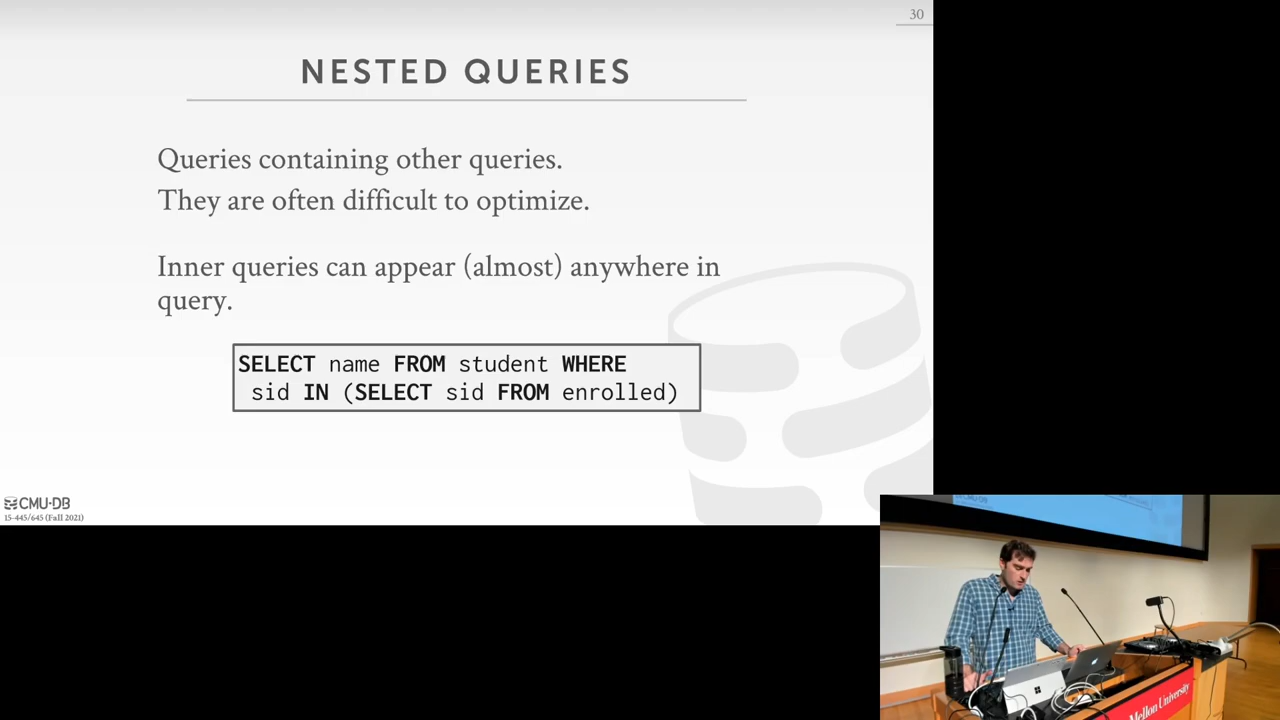 30
NESTED QUERIES
Queries containing other queries.
They are often difficult to optimize.
Inner queries can appear (almost) anywhere in
query.
SELECT name FROM student WHERE
sid IN (SELECT sid FROM enrolled)
CMU·DB
15-445/645 (Fall 2021)
Mellon University